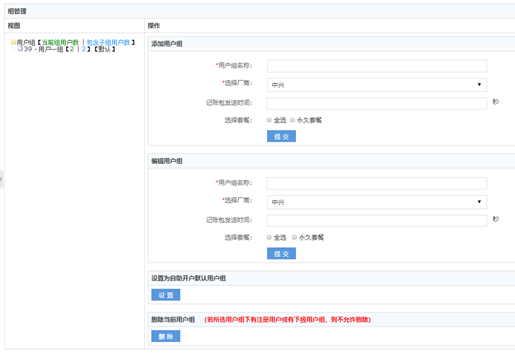 组管理
视图
操作
用户组【当前组用户数 | 包含子组用户数】
39 - 用户一组【2 | 2】【默认】
添加用户组
*用户组名称:
*选择厂商: 中兴
记账包发送时间: 秒
选择套餐: 全选 永久套餐
提 交
编辑用户组
*用户组名称:
*选择厂商: 中兴
记账包发送时间: 秒
选择套餐: 全选 永久套餐
提 交
设置为自助开户默认用户组
设 置
删除当前用户组 (若所选用户组下有注册用户或有下级用户组，则不允许删除)
删 除